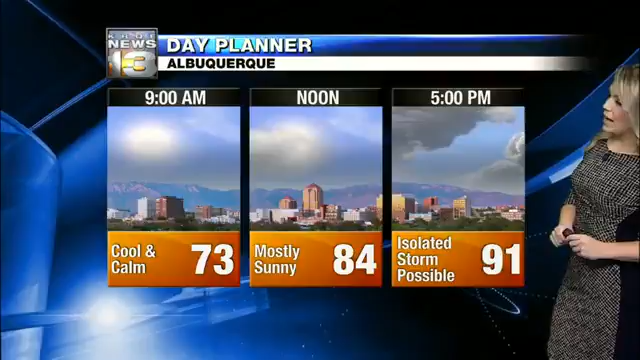 KRQE
NEWS
13
DAY PLANNER
ALBUQUERQUE
9:00 AM
NOON
5:00 PM
Cool &
Calm
73
Mostly
Sunny
84
Isolated
Storm
Possible
91